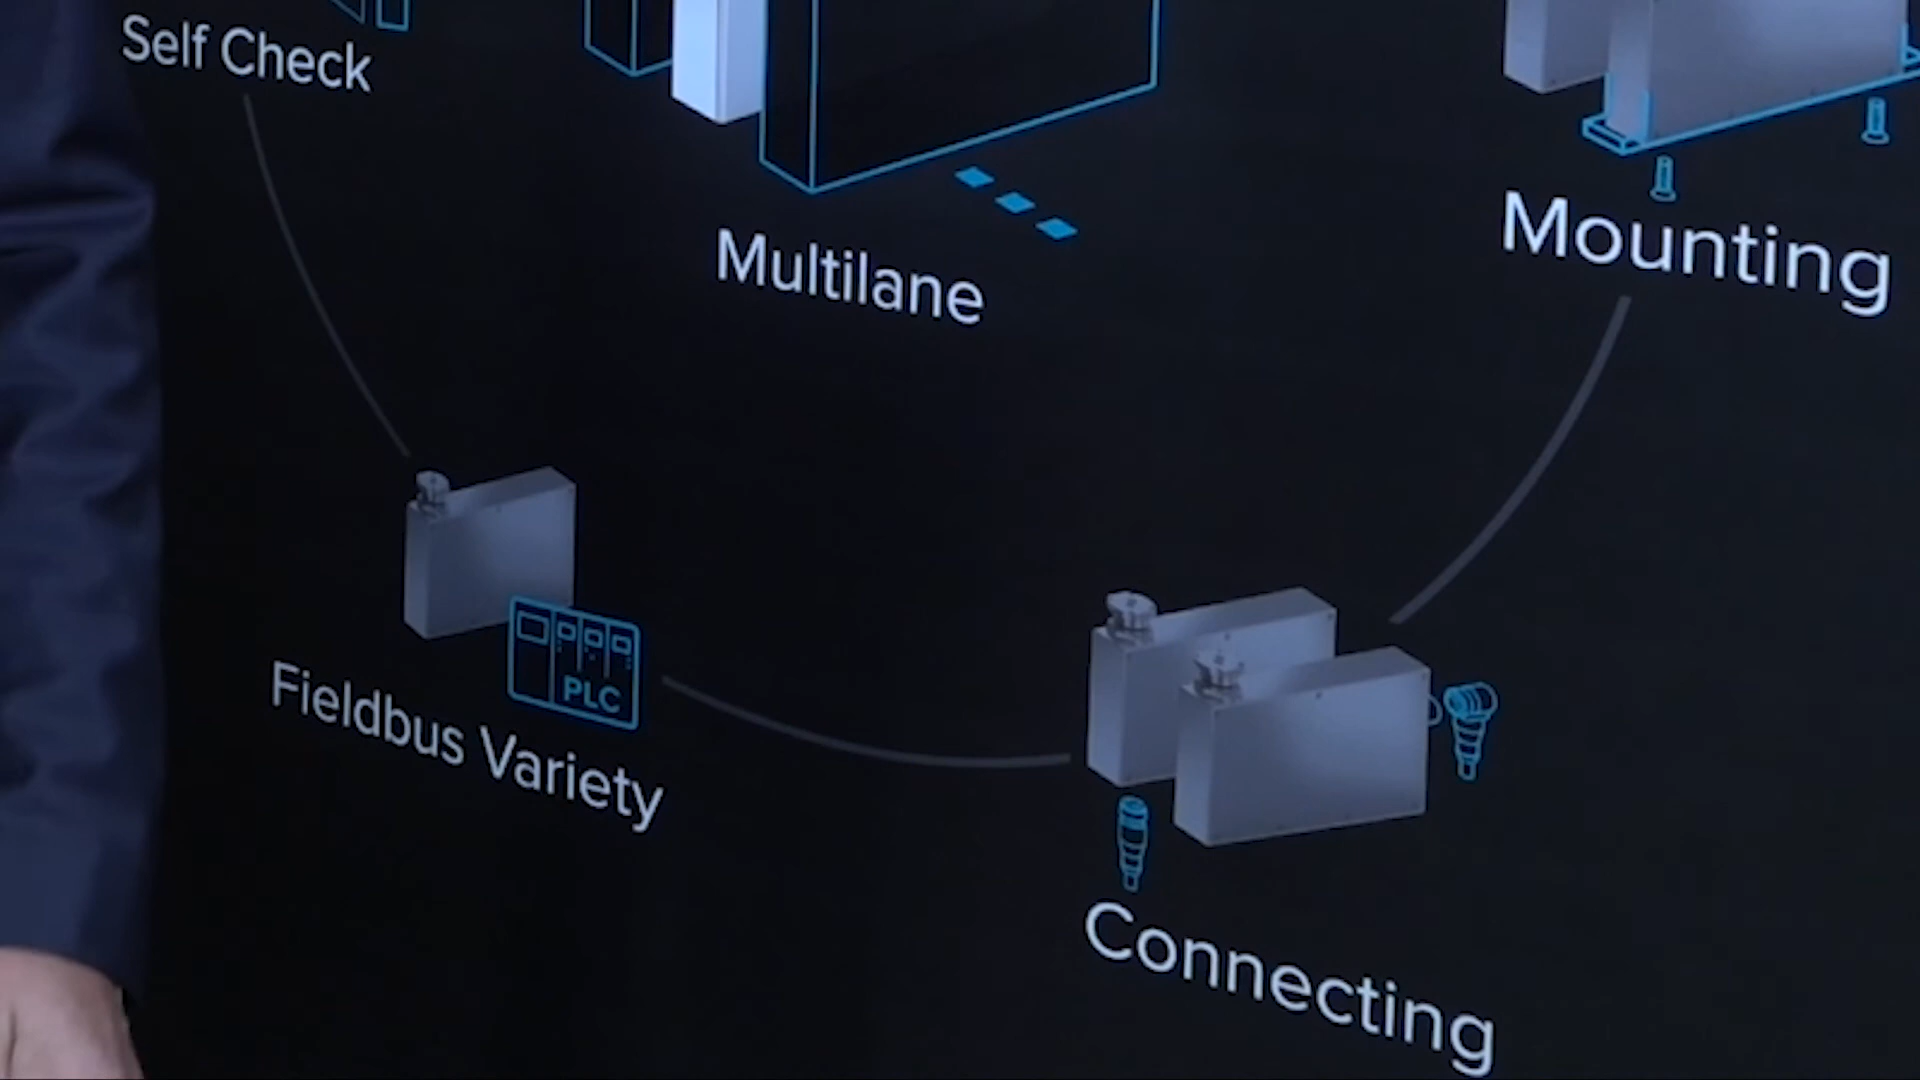 Self Check
Multilane
Mounting
PLC
Fieldbus Variety
Connecting